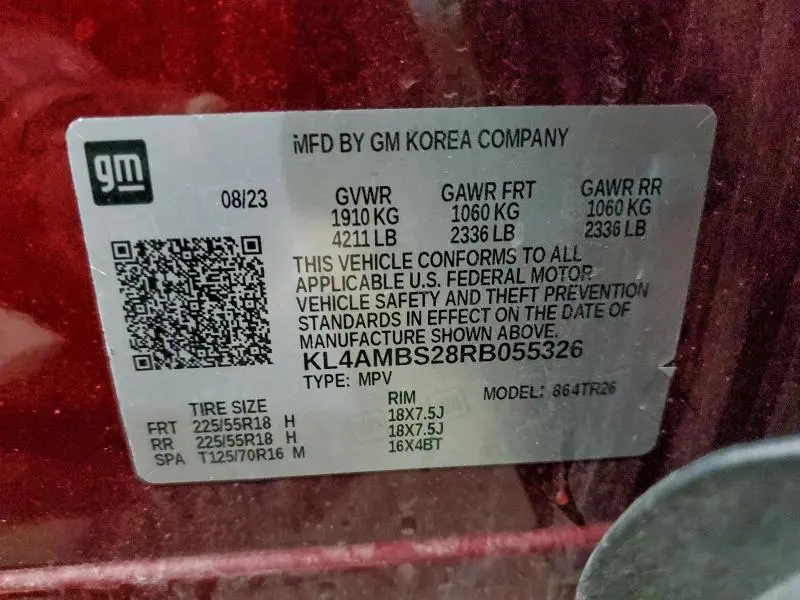 gm
MFD BY GM KOREA COMPANY
08/23
GVWR GAWR FRT GAWR RR
1910 KG 1060 KG 1060 KG
4211 LB 2336 LB 2336 LB
THIS VEHICLE CONFORMS TO ALL
APPLICABLE U.S. FEDERAL MOTOR
VEHICLE SAFETY AND THEFT PREVENTION
STANDARDS IN EFFECT ON THE DATE OF
MANUFACTURE SHOWN ABOVE.
KL4AMBS28RB055326
TYPE: MPV MODEL: 864TR26
TIRE SIZE RIM
FRT 225/55R18 H 18X7.5J
RR 225/55R18 H 18X7.5J
SPA T125/70R16 M 16X4BT